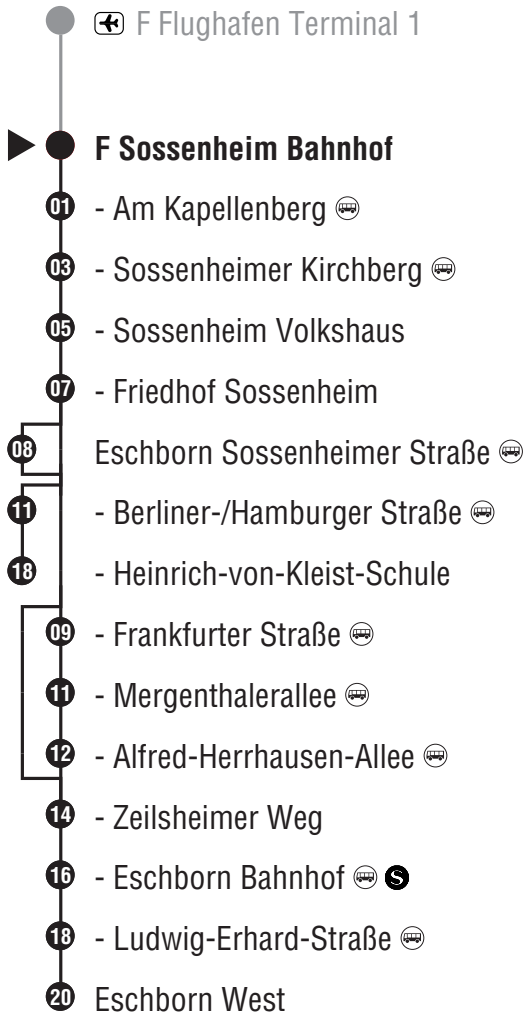 F Flughafen Terminal 1
F Sossenheim Bahnhof
01 - Am Kapellenberg
03 - Sossenheimer Kirchberg
05 - Sossenheim Volkshaus
07 - Friedhof Sossenheim
08 Eschborn Sossenheimer Straße
11 - Berliner-/Hamburger Straße
18 - Heinrich-von-Kleist-Schule
09 - Frankfurter Straße
11 - Mergenthalerallee
12 - Alfred-Herrhausen-Allee
14 - Zeilsheimer Weg
16 - Eschborn Bahnhof S
18 - Ludwig-Erhard-Straße
20 Eschborn West